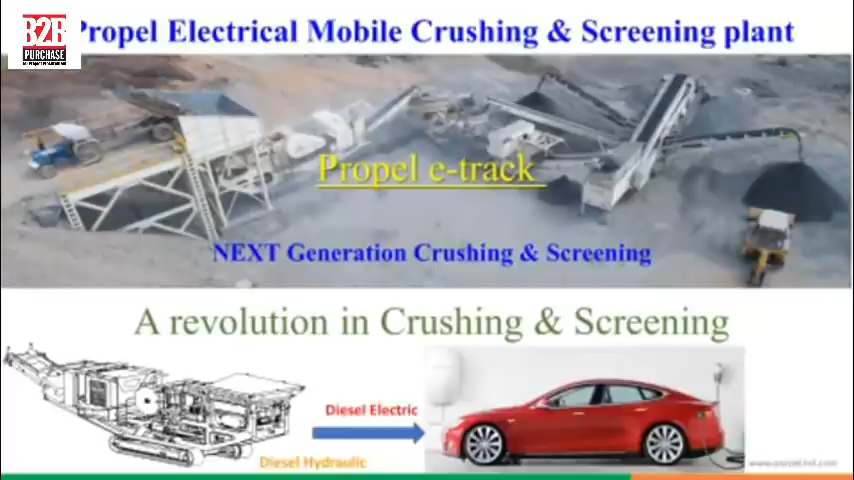 B2B
PURCHASE
Propel Electrical Mobile Crushing & Screening plant
Propel e-track
NEXT Generation Crushing & Screening
A revolution in Crushing & Screening
Diesel Electric
Diesel Hydraulic